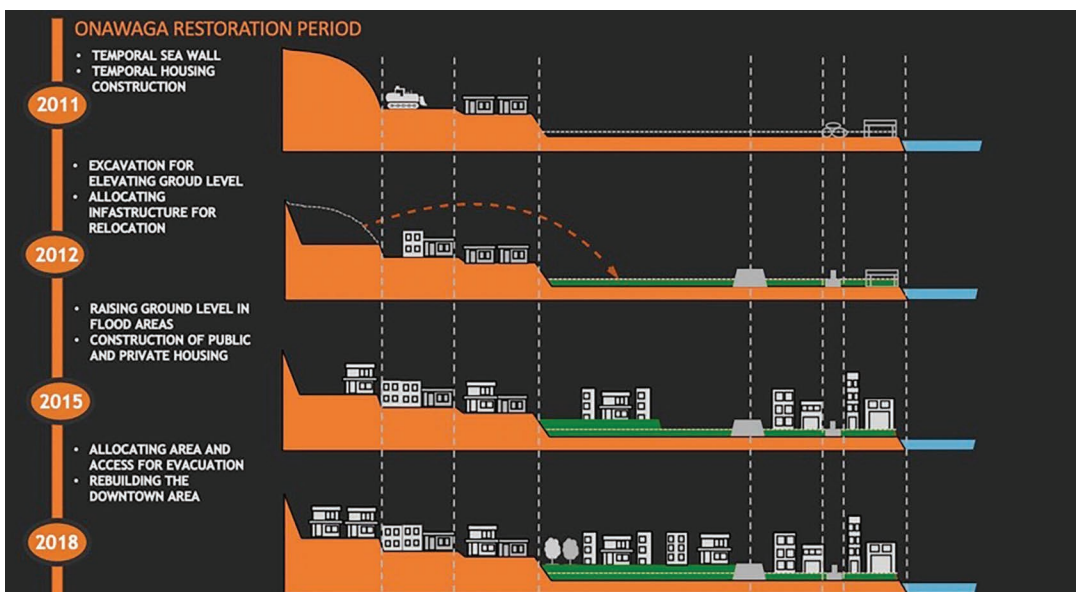 ONAWAGA RESTORATION PERIOD
• TEMPORAL SEA WALL
• TEMPORAL HOUSING
CONSTRUCTION
2011
• EXCAVATION FOR
ELEVATING GROUD LEVEL
• ALLOCATING
INFASTRUCTURE FOR
RELOCATION
2012
• RAISING GROUND LEVEL IN
FLOOD AREAS
• CONSTRUCTION OF PUBLIC
AND PRIVATE HOUSING
2015
• ALLOCATING AREA AND
ACCESS FOR EVACUATION
• REBUILDING THE
DOWNTOWN AREA
2018